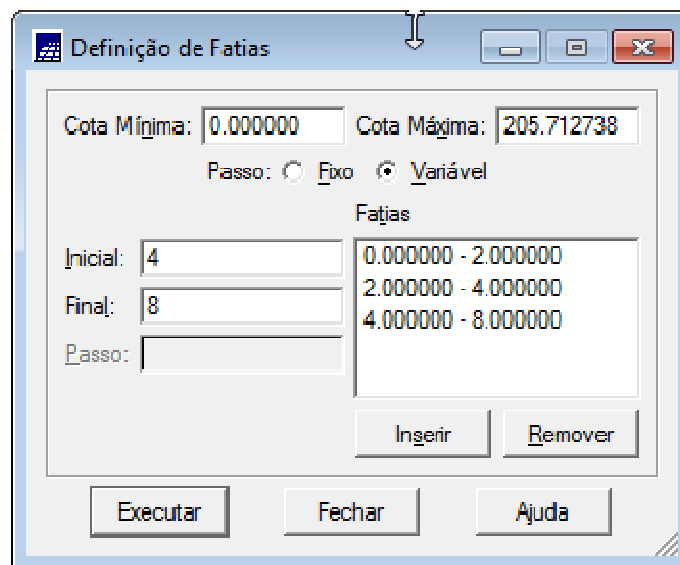 Definição de Fatias
Cota Mínima: 0.000000 Cota Máxima: 205.712738
Passo: Fixo Variável
Fatias
Inicial: 4
0.000000 - 2.000000
Final: 8
2.000000 - 4.000000
4.000000 - 8.000000
Passo:
Inserir Remover
Executar Fechar Ajuda